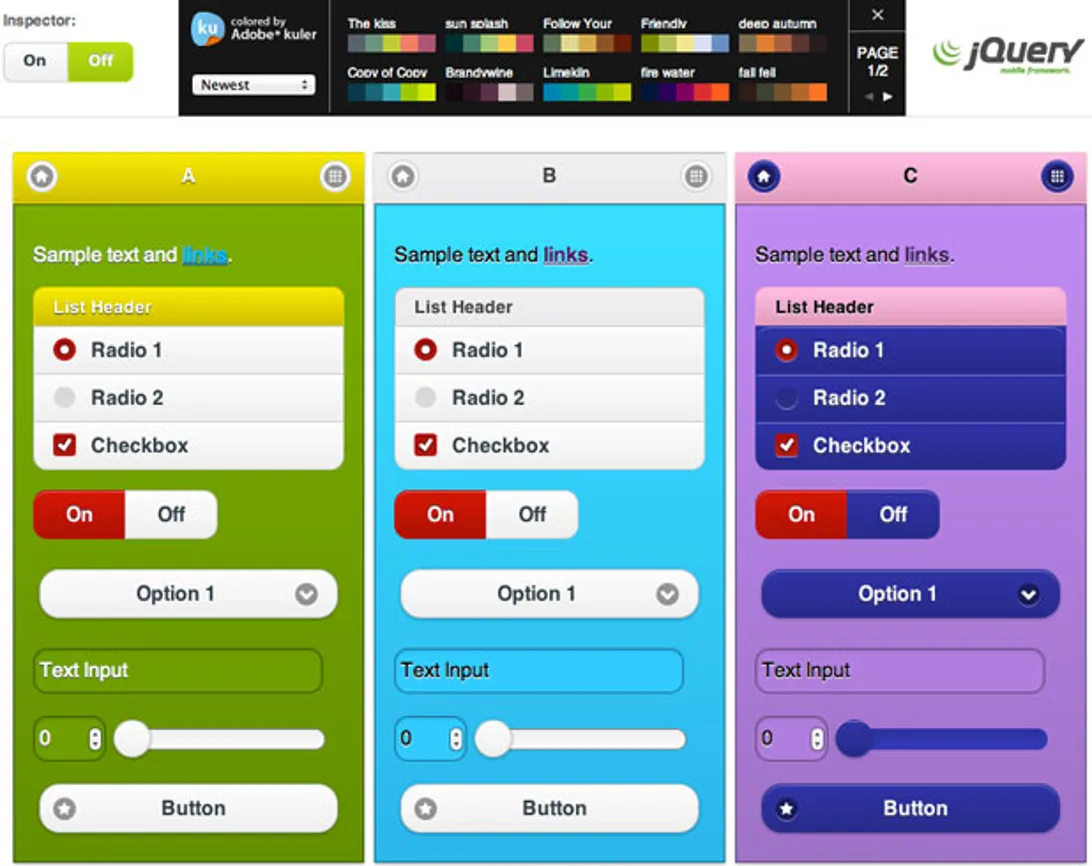 Inspector:
On Off
ku
colored by
Adobe® kuler
Newest
The kiss sun splash Follow Your Friendly deep autumn
Copy of Copy Brandywine Limeklin fire water fall fell
PAGE
1/2
jQuery
mobile framework.
A
Sample text and links.
List Header
Radio 1
Radio 2
Checkbox
On Off
Option 1
Text Input
0
Button
B
Sample text and links.
List Header
Radio 1
Radio 2
Checkbox
On Off
Option 1
Text Input
0
Button
C
Sample text and links.
List Header
Radio 1
Radio 2
Checkbox
On Off
Option 1
Text Input
0
Button